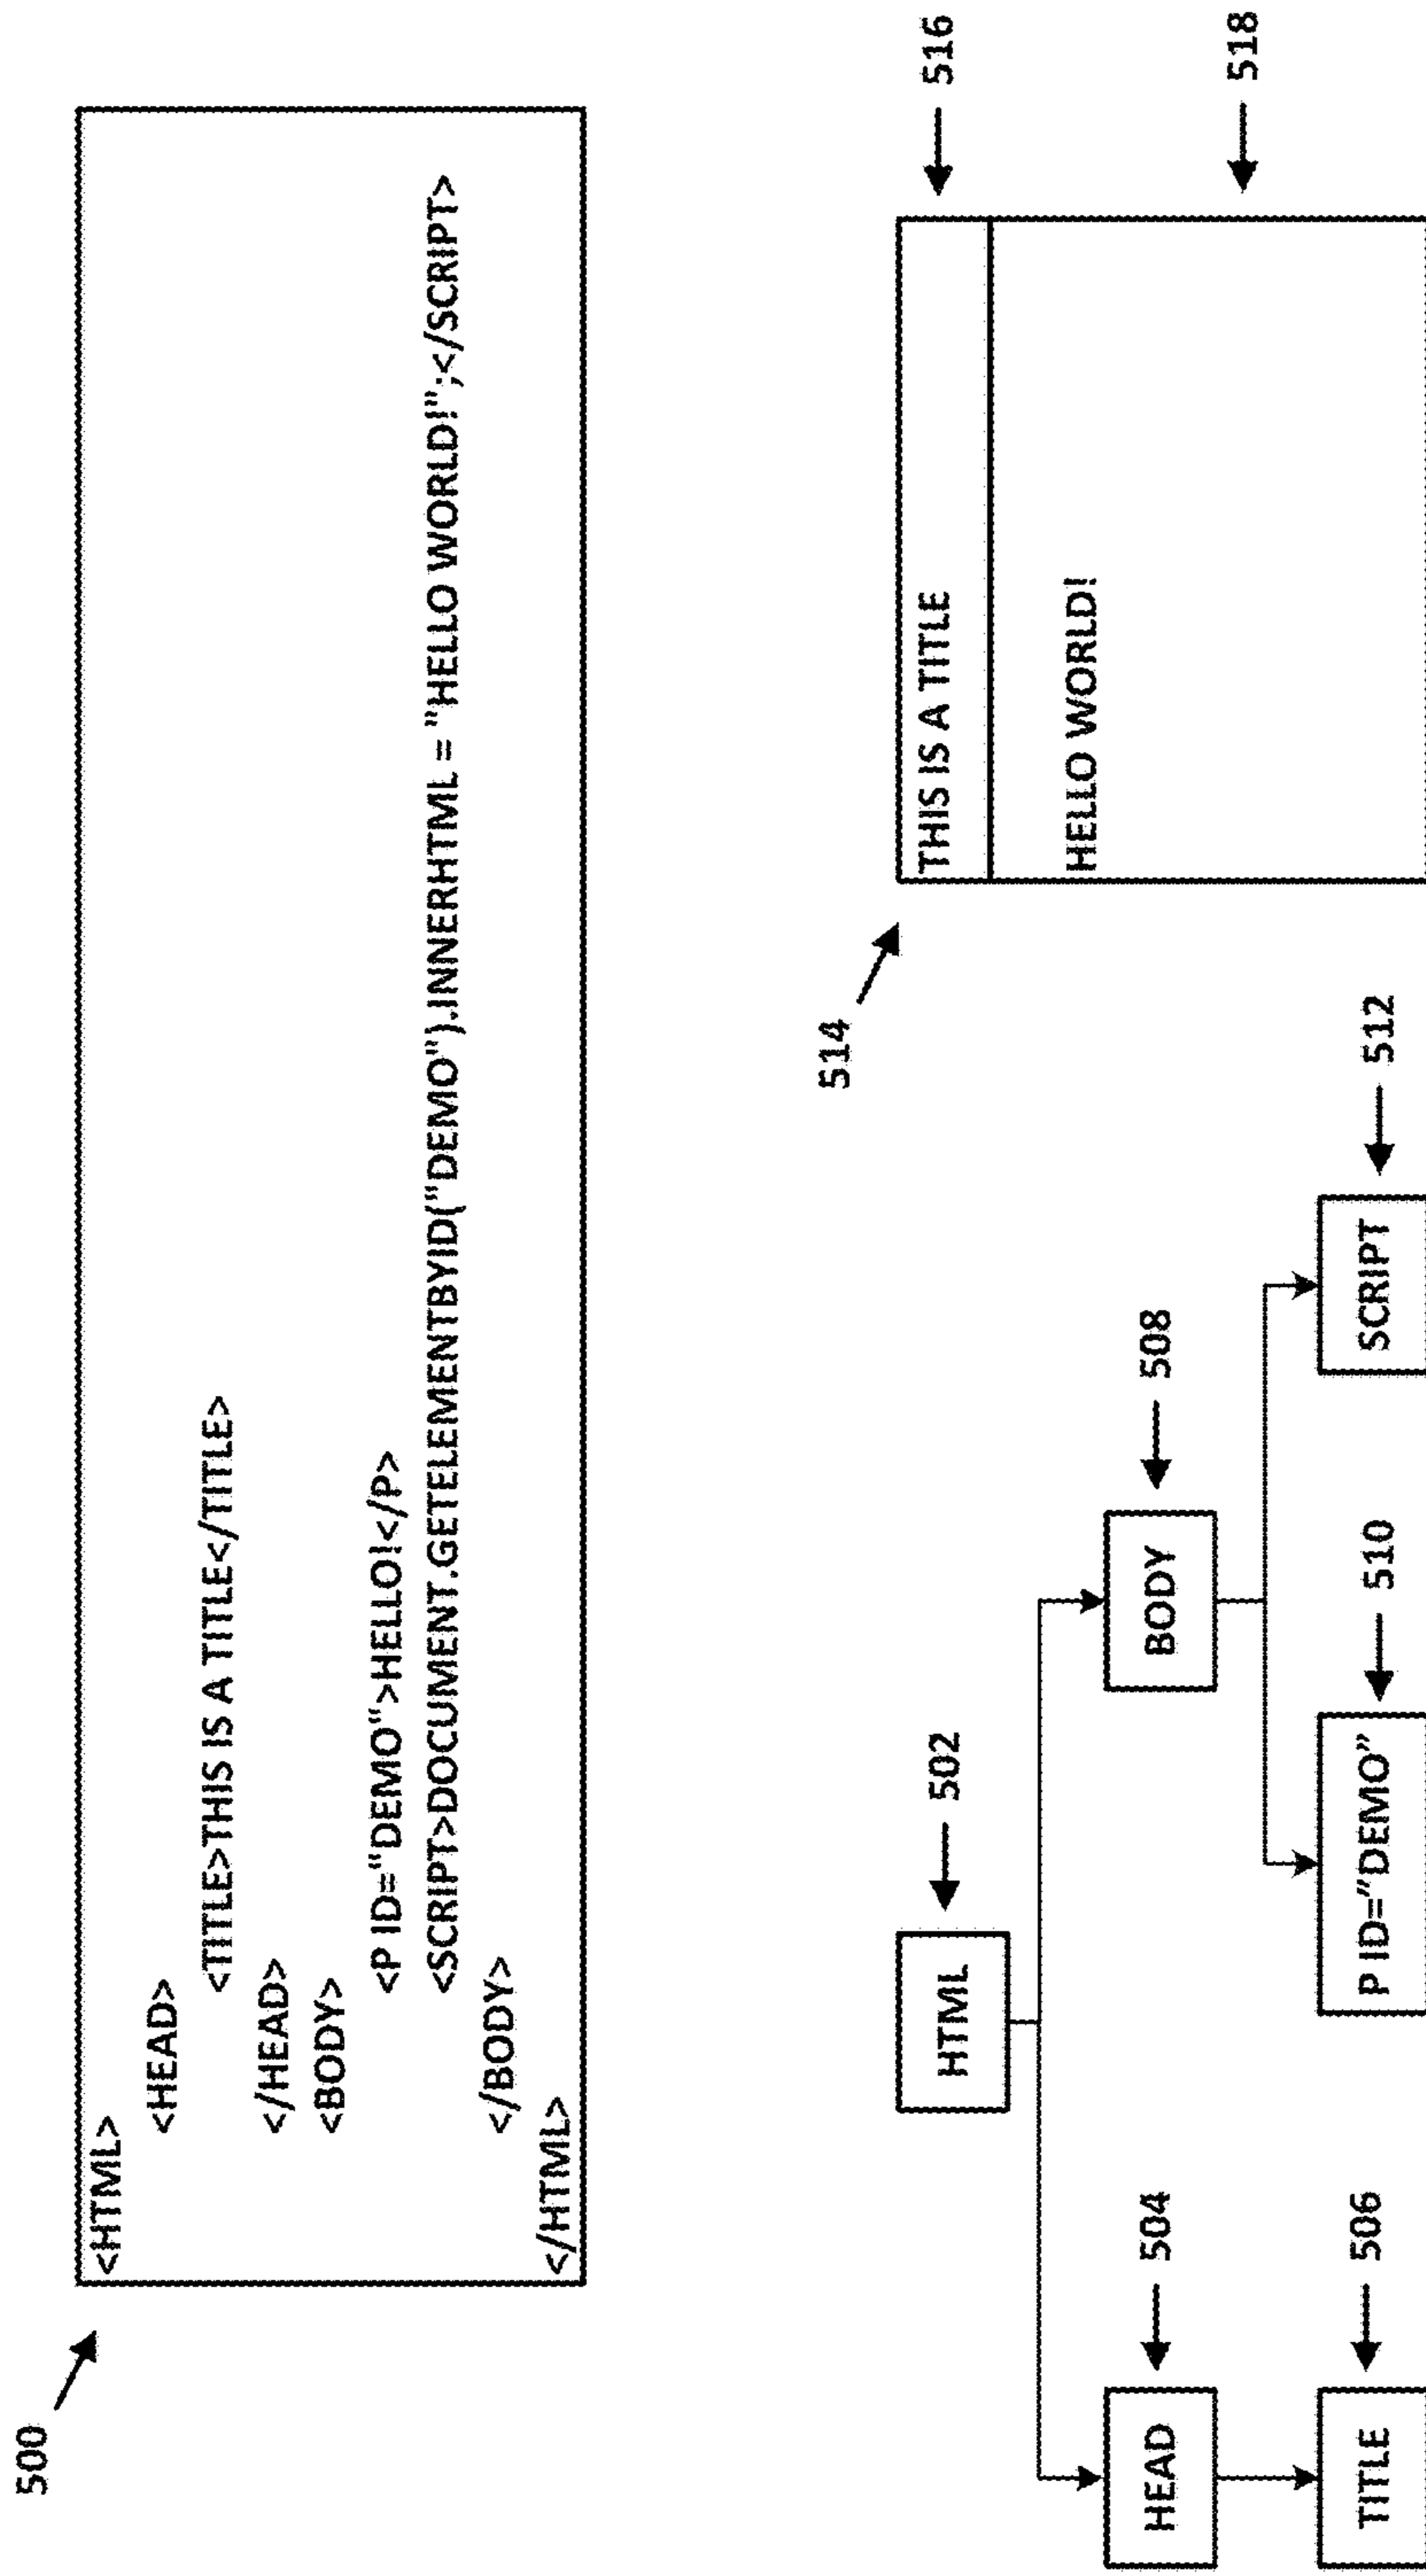 500
<HTML>
<HEAD>
<TITLE>THIS IS A TITLE</TITLE>
</HEAD>
<BODY>
<P ID="DEMO">HELLO!</P>
<SCRIPT>DOCUMENT.GETELEMENTBYID("DEMO").INNERHTML = "HELLO WORLD!";</SCRIPT>
</BODY>
</HTML>
HTML
502
HEAD
504
BODY
508
TITLE
506
P ID="DEMO"
510
SCRIPT
512
514
THIS IS A TITLE
516
HELLO WORLD!
518